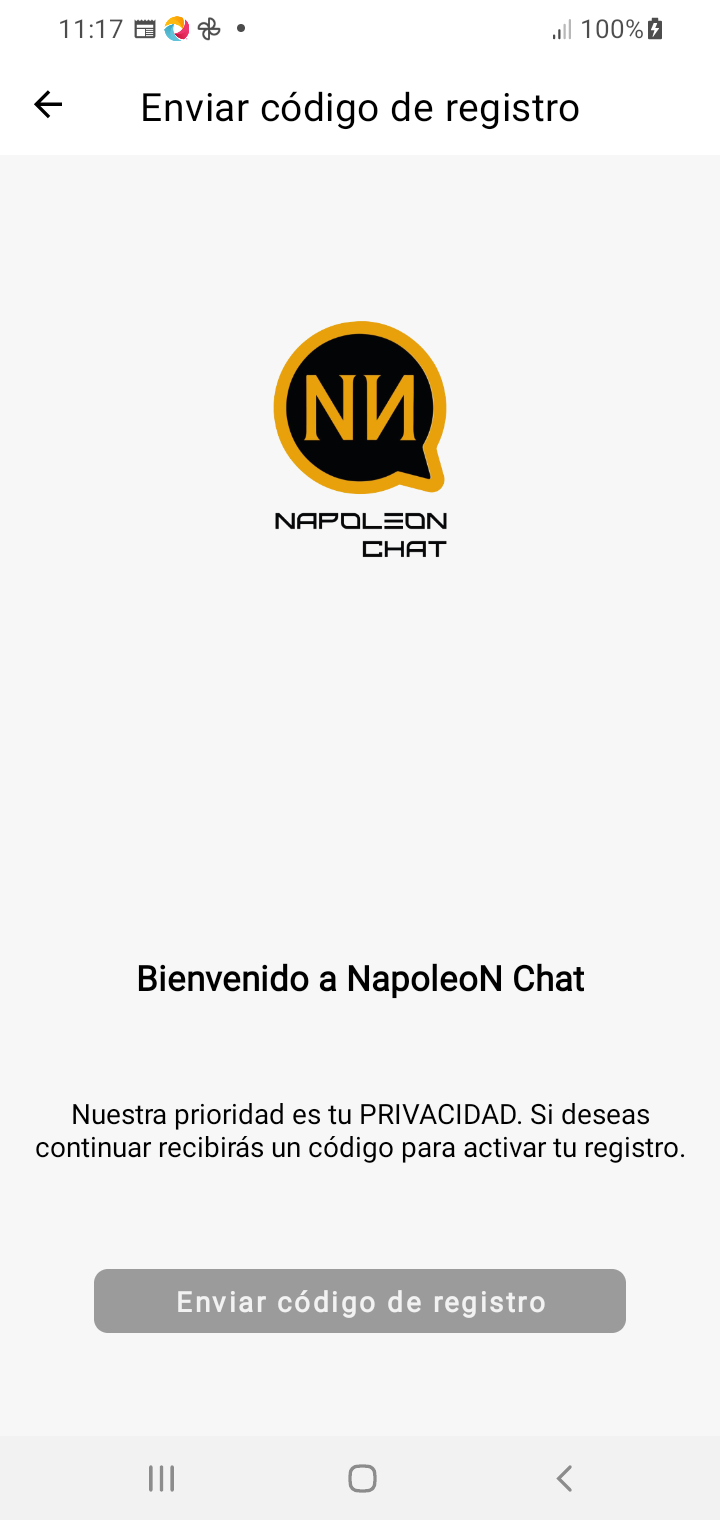 11:17
100%
Enviar código de registro
NИ
NAPOLEON
CHAT
Bienvenido a NapoleoN Chat
Nuestra prioridad es tu PRIVACIDAD. Si deseas
continuar recibirás un código para activar tu registro.
Enviar código de registro